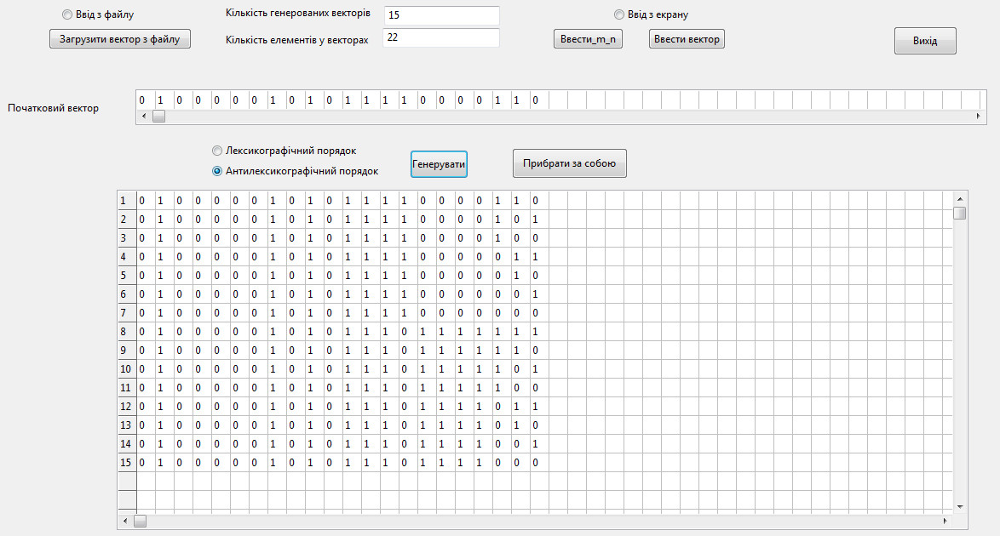 Ввід з файлу Кількість генерованих векторів 15 Ввід з екрану
Загрузити вектор з файлу Кількість елементів у векторах 22 Ввести_m_n Ввести вектор Вихід
Початковий вектор 0 1 0 0 0 0 0 1 0 1 0 1 1 1 1 0 0 0 0 1 1 0
Лексикографічний порядок
Антилексикографічний порядок Генерувати Прибрати за собою
1 0 1 0 0 0 0 0 1 0 1 0 1 1 1 1 0 0 0 0 1 1 0
2 0 1 0 0 0 0 0 1 0 1 0 1 1 1 1 0 0 0 0 1 0 1
3 0 1 0 0 0 0 0 1 0 1 0 1 1 1 1 0 0 0 0 1 0 0
4 0 1 0 0 0 0 0 1 0 1 0 1 1 1 1 0 0 0 0 0 1 1
5 0 1 0 0 0 0 0 1 0 1 0 1 1 1 1 0 0 0 0 0 1 0
6 0 1 0 0 0 0 0 1 0 1 0 1 1 1 1 0 0 0 0 0 0 1
7 0 1 0 0 0 0 0 1 0 1 0 1 1 1 1 0 0 0 0 0 0 0
8 0 1 0 0 0 0 0 1 0 1 0 1 1 1 0 1 1 1 1 1 1 1
9 0 1 0 0 0 0 0 1 0 1 0 1 1 1 0 1 1 1 1 1 1 0
10 0 1 0 0 0 0 0 1 0 1 0 1 1 1 0 1 1 1 1 1 0 1
11 0 1 0 0 0 0 0 1 0 1 0 1 1 1 0 1 1 1 1 1 0 0
12 0 1 0 0 0 0 0 1 0 1 0 1 1 1 0 1 1 1 1 0 1 1
13 0 1 0 0 0 0 0 1 0 1 0 1 1 1 0 1 1 1 1 0 1 0
14 0 1 0 0 0 0 0 1 0 1 0 1 1 1 0 1 1 1 1 0 0 1
15 0 1 0 0 0 0 0 1 0 1 0 1 1 1 0 1 1 1 1 0 0 0